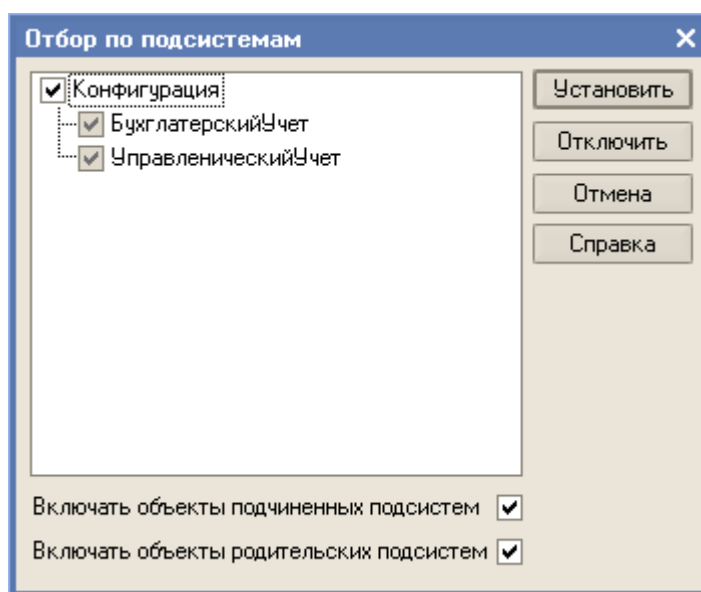 Отбор по подсистемам
Конфигурация
БухглатерскийУчет
УправленическийУчет
Установить
Отключить
Отмена
Справка
Включать объекты подчиненных подсистем
Включать объекты родительских подсистем